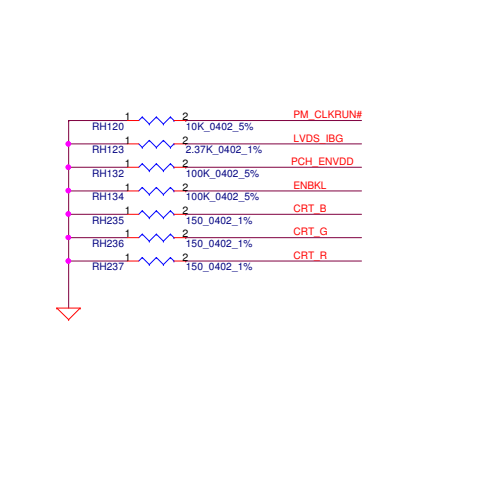 1 2 PM_CLKRUN#
RH120 10K_0402_5%
1 2 LVDS_IBG
RH123 2.37K_0402_1%
1 2 PCH_ENVDD
RH132 100K_0402_5%
1 2 ENBKL
RH134 100K_0402_5%
1 2 CRT_B
RH235 150_0402_1%
1 2 CRT_G
RH236 150_0402_1%
1 2 CRT_R
RH237 150_0402_1%